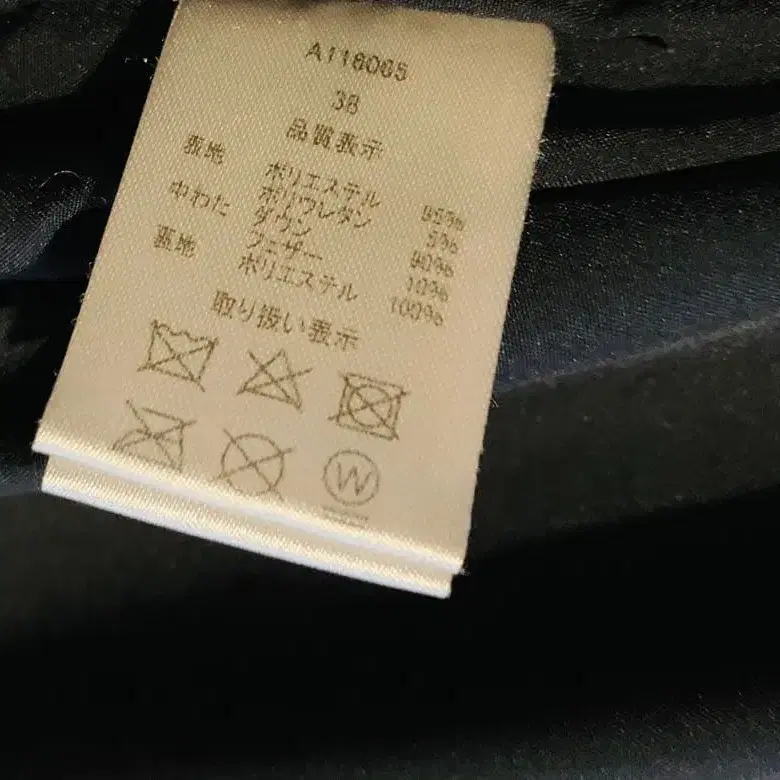 A116065
38
品質表示
表地 ポリエステル 95%
ポリウレタン 5%
中わた ダウン 90%
フェザー 10%
裏地 ポリエステル 100%
取り扱い表示
W